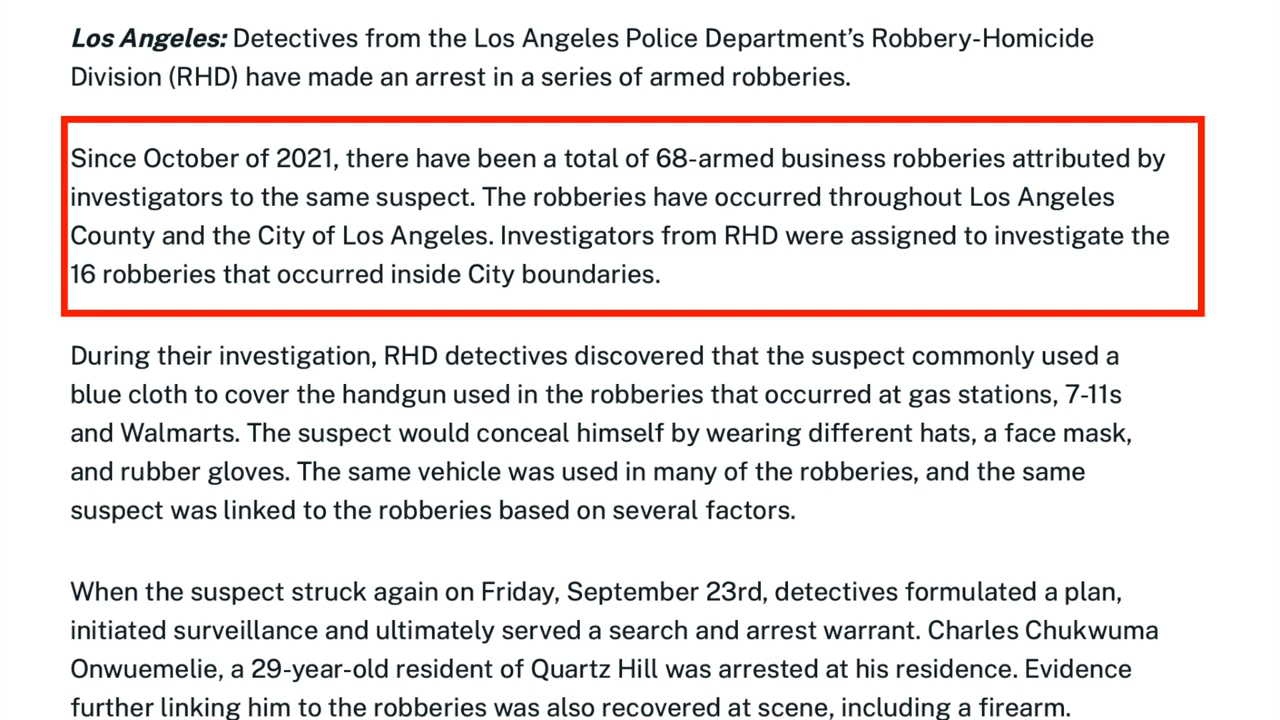 Los Angeles: Detectives from the Los Angeles Police Department’s Robbery-Homicide
Division (RHD) have made an arrest in a series of armed robberies.
Since October of 2021, there have been a total of 68-armed business robberies attributed by
investigators to the same suspect. The robberies have occurred throughout Los Angeles
County and the City of Los Angeles. Investigators from RHD were assigned to investigate the
16 robberies that occurred inside City boundaries.
During their investigation, RHD detectives discovered that the suspect commonly used a
blue cloth to cover the handgun used in the robberies that occurred at gas stations, 7-11s
and Walmarts. The suspect would conceal himself by wearing different hats, a face mask,
and rubber gloves. The same vehicle was used in many of the robberies, and the same
suspect was linked to the robberies based on several factors.
When the suspect struck again on Friday, September 23rd, detectives formulated a plan,
initiated surveillance and ultimately served a search and arrest warrant. Charles Chukwuma
Onwuemelie, a 29-year-old resident of Quartz Hill was arrested at his residence. Evidence
further linking him to the robberies was also recovered at scene, including a firearm.